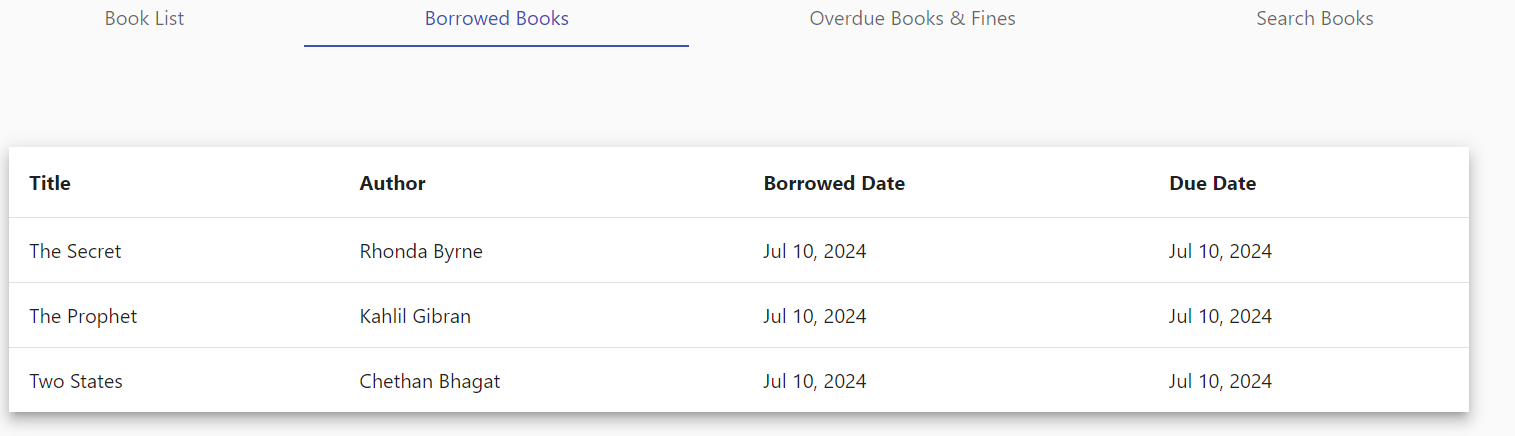 Book List Borrowed Books Overdue Books & Fines Search Books
Title Author Borrowed Date Due Date
The Secret Rhonda Byrne Jul 10, 2024 Jul 10, 2024
The Prophet Kahlil Gibran Jul 10, 2024 Jul 10, 2024
Two States Chethan Bhagat Jul 10, 2024 Jul 10, 2024